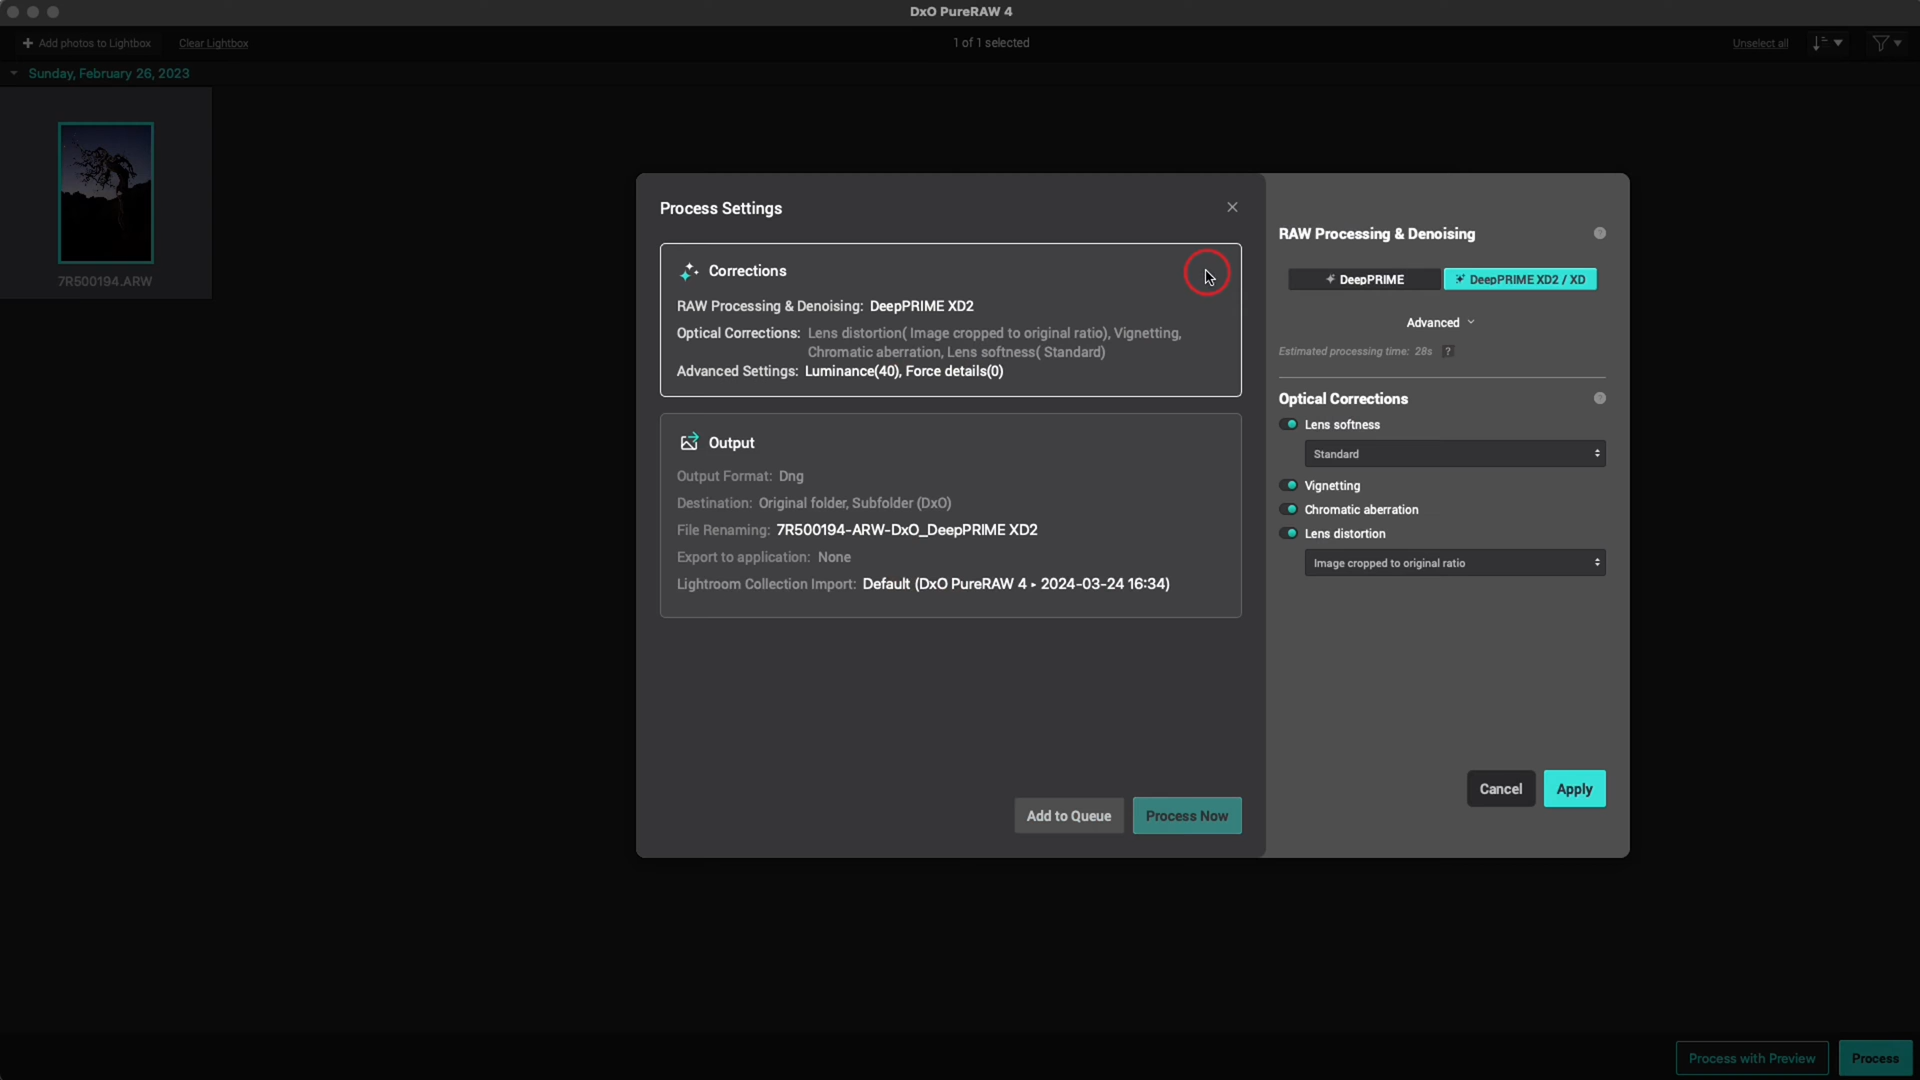 DxO PureRAW 4
Add photos to Lightbox
Clear Lightbox
1 of 1 selected
Unselect all
Sunday, February 26, 2023
7R500194.ARW
Process Settings
Corrections
RAW Processing & Denoising: DeepPRIME XD2
Optical Corrections: Lens distortion( Image cropped to original ratio), Vignetting,
Chromatic aberration, Lens softness( Standard)
Advanced Settings: Luminance(40), Force details(0)
Output
Output Format: Dng
Destination: Original folder, Subfolder (DxO)
File Renaming: 7R500194-ARW-DxO_DeepPRIME XD2
Export to application: None
Lightroom Collection Import: Default (DxO PureRAW 4 ▸ 2024-03-24 16:34)
Add to Queue
Process Now
RAW Processing & Denoising
?
DeepPRIME
DeepPRIME XD2 / XD
Advanced
Estimated processing time: 28s ?
Optical Corrections
?
Lens softness
Standard
Vignetting
Chromatic aberration
Lens distortion
Image cropped to original ratio
Cancel
Apply
Process with Preview
Process